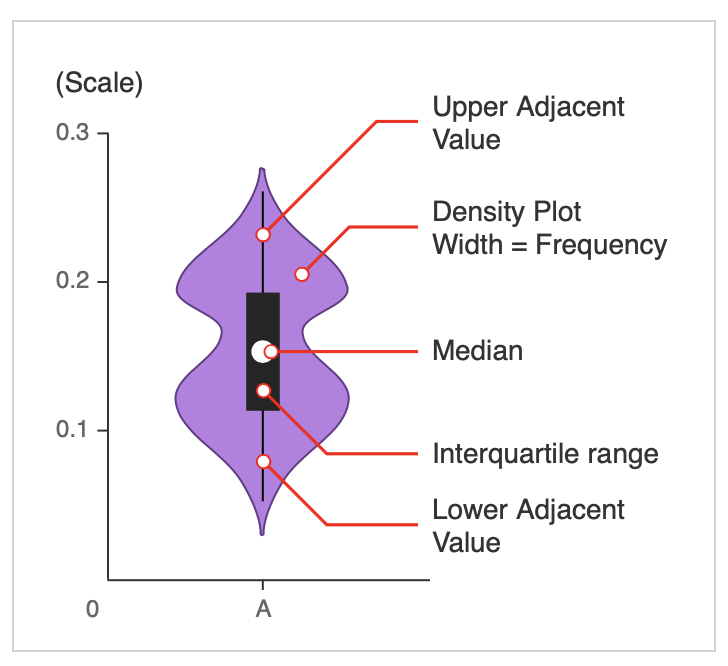 (Scale)
0.3
0.2
0.1
0
A
Upper Adjacent
Value
Density Plot
Width = Frequency
Median
Interquartile range
Lower Adjacent
Value